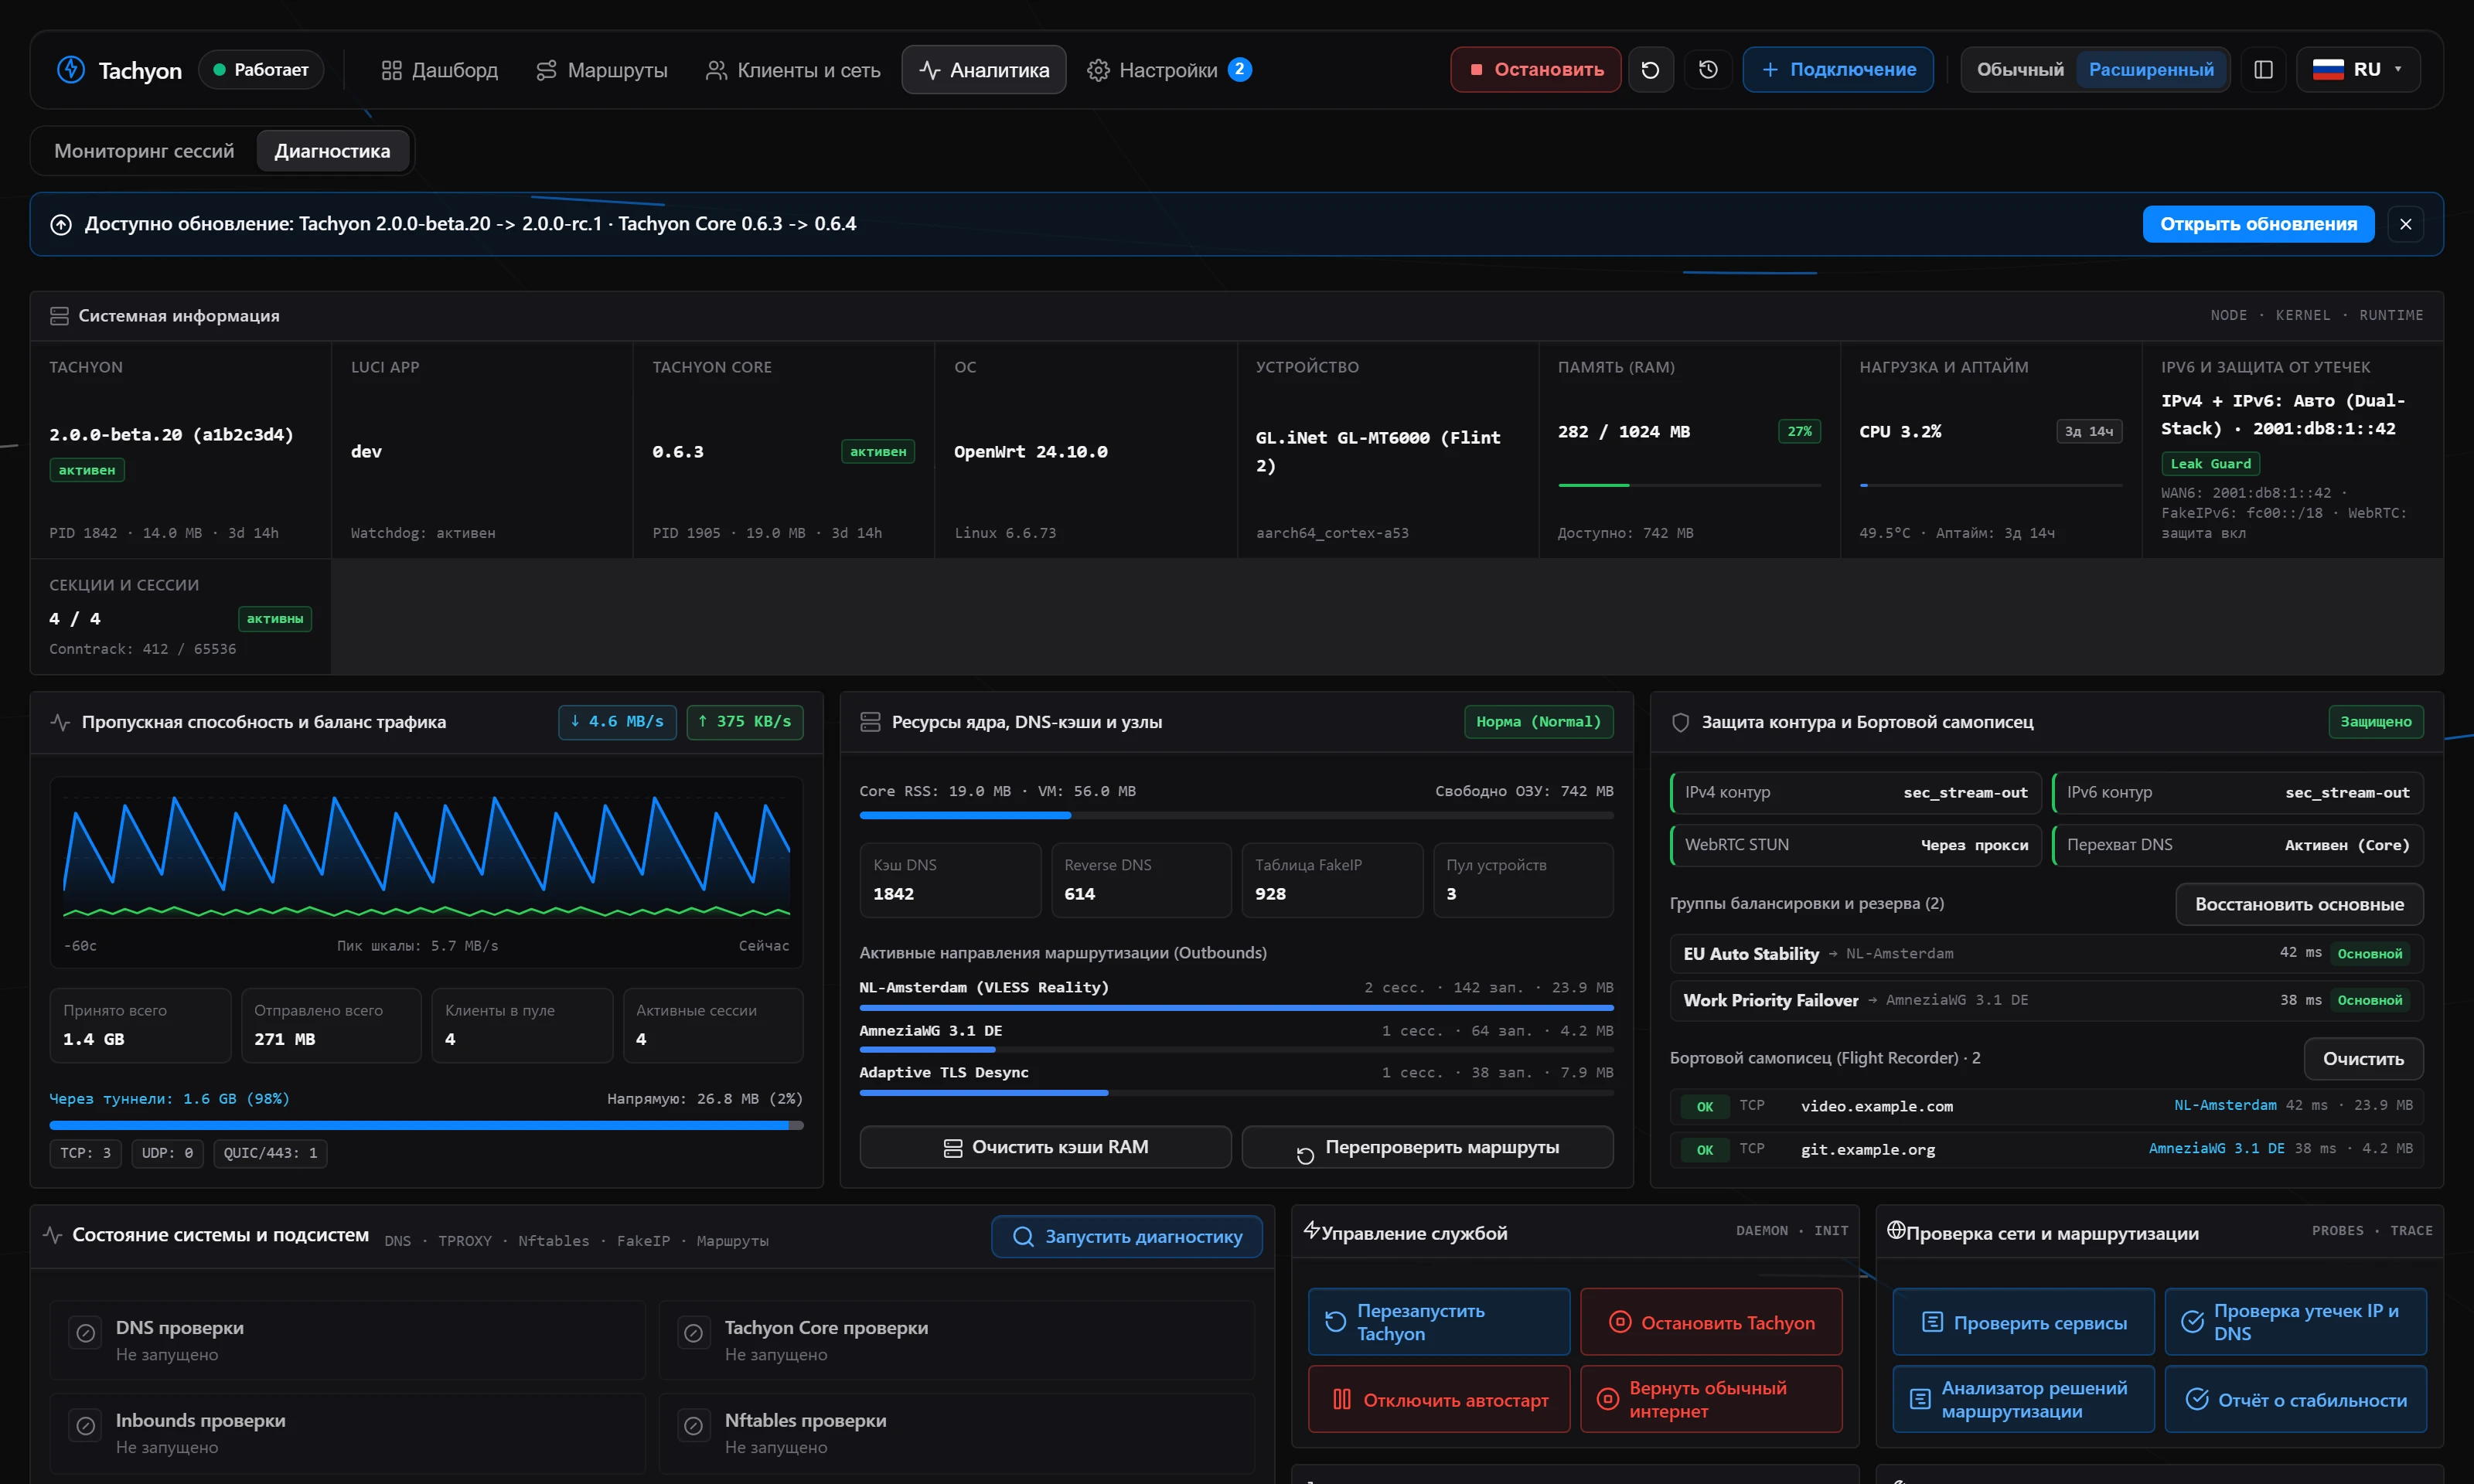 Tachyon
Работает
Дашборд
Маршруты
Клиенты и сеть
Аналитика
Настройки
2
Остановить
Подключение
Обычный
Расширенный
RU
Мониторинг сессий
Диагностика
Доступно обновление: Tachyon 2.0.0-beta.20 -> 2.0.0-rc.1 · Tachyon Core 0.6.3 -> 0.6.4
Открыть обновления
Системная информация
NODE · KERNEL · RUNTIME
TACHYON
2.0.0-beta.20 (a1b2c3d4)
активен
PID 1842 · 14.0 MB · 3d 14h
LUCI APP
dev
Watchdog: активен
TACHYON CORE
0.6.3
активен
PID 1905 · 19.0 MB · 3d 14h
ОС
OpenWrt 24.10.0
Linux 6.6.73
УСТРОЙСТВО
GL.iNet GL-MT6000 (Flint
2)
aarch64_cortex-a53
ПАМЯТЬ (RAM)
282 / 1024 MB
27%
Доступно: 742 MB
НАГРУЗКА И АПТАЙМ
CPU 3.2%
3д 14ч
49.5°C · Аптайм: 3д 14ч
IPV6 И ЗАЩИТА ОТ УТЕЧЕК
IPv4 + IPv6: Авто (Dual-
Stack) • 2001:db8:1::42
Leak Guard
WAN6: 2001:db8:1::42 ·
FakeIPv6: fc00::/18 · WebRTC:
защита вкл
СЕКЦИИ И СЕССИИ
4 / 4
активны
Conntrack: 412 / 65536
Пропускная способность и баланс трафика
↓ 4.6 MB/s
↑ 375 KB/s
-60с
Пик шкалы: 5.7 MB/s
Сейчас
Принято всего
1.4 GB
Отправлено всего
271 MB
Клиенты в пуле
4
Активные сессии
4
Через туннели: 1.6 GB (98%)
Напрямую: 26.8 MB (2%)
TCP: 3
UDP: 0
QUIC/443: 1
Ресурсы ядра, DNS-кэши и узлы
Норма (Normal)
Core RSS: 19.0 MB · VM: 56.0 MB
Свободно ОЗУ: 742 MB
Кэш DNS
1842
Reverse DNS
614
Таблица FakeIP
928
Пул устройств
3
Активные направления маршрутизации (Outbounds)
NL-Amsterdam (VLESS Reality)
2 сесс. · 142 зап. · 23.9 MB
AmneziaWG 3.1 DE
1 сесс. · 64 зап. · 4.2 MB
Adaptive TLS Desync
1 сесс. · 38 зап. · 7.9 MB
Очистить кэши RAM
Перепроверить маршруты
Защита контура и Бортовой самописец
Защищено
IPv4 контур
sec_stream-out
IPv6 контур
sec_stream-out
WebRTC STUN
Через прокси
Перехват DNS
Активен (Core)
Группы балансировки и резерва (2)
Восстановить основные
EU Auto Stability → NL-Amsterdam
42 ms
Основной
Work Priority Failover → AmneziaWG 3.1 DE
38 ms
Основной
Бортовой самописец (Flight Recorder) · 2
Очистить
OK TCP video.example.com
NL-Amsterdam 42 ms · 23.9 MB
OK TCP git.example.org
AmneziaWG 3.1 DE 38 ms · 4.2 MB
Состояние системы и подсистем
DNS · TPROXY · Nftables · FakeIP · Маршруты
Запустить диагностику
DNS проверки
Не запущено
Tachyon Core проверки
Не запущено
Inbounds проверки
Не запущено
Nftables проверки
Не запущено
Управление службой
DAEMON · INIT
Перезапустить
Tachyon
Остановить Tachyon
Отключить автостарт
Вернуть обычный
интернет
Проверка сети и маршрутизации
PROBES · TRACE
Проверить сервисы
Проверка утечек IP и
DNS
Анализатор решений
маршрутизации
Отчёт о стабильности